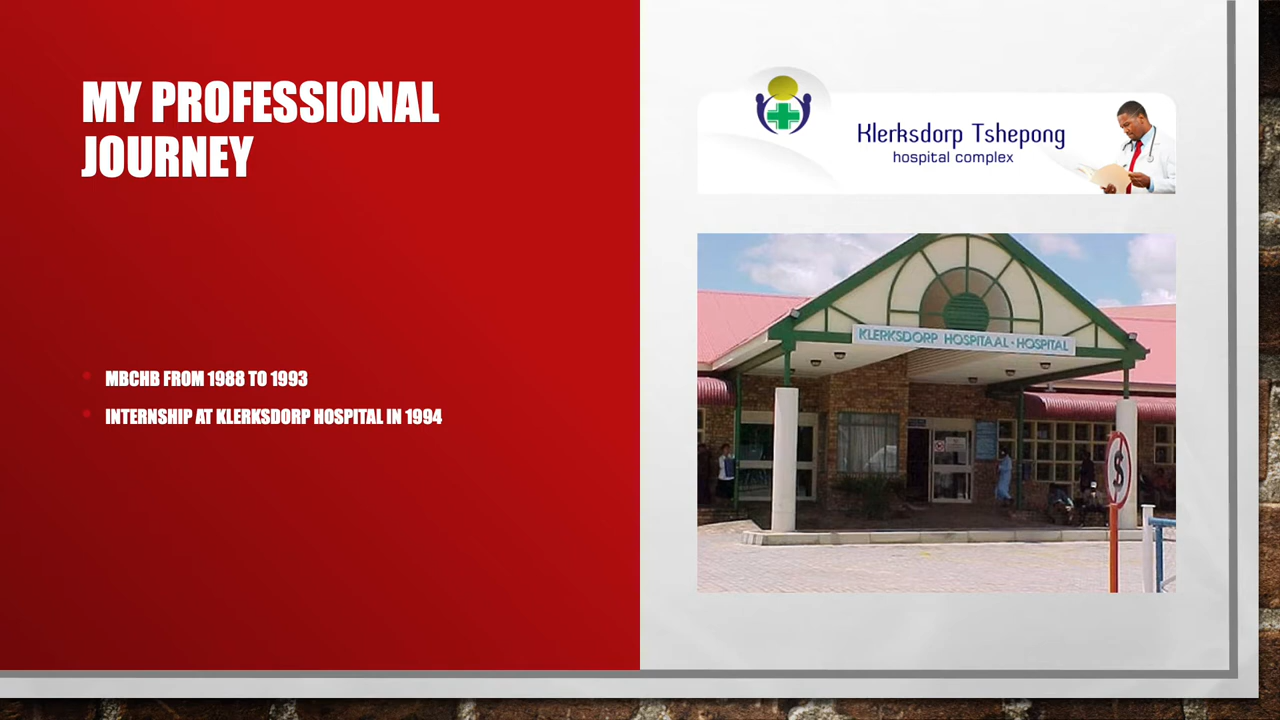 MY PROFESSIONAL
JOURNEY
MBCHB FROM 1988 TO 1993
INTERNSHIP AT KLERKSDORP HOSPITAL IN 1994
Klerksdorp Tshepong
hospital complex
KLERKSDORP HOSPITAAL-HOSPITAL
S